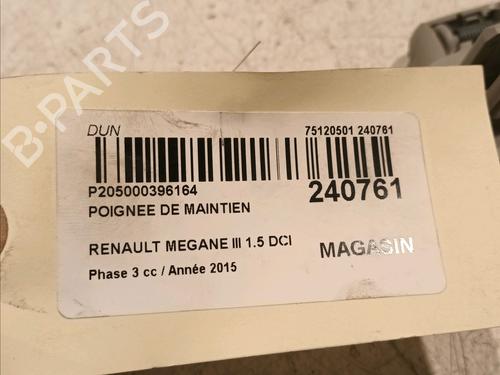 B-PARTS
DUN 75120501 240761
P205000396164 240761
POIGNEE DE MAINTIEN
RENAULT MEGANE III 1.5 DCI MAGASIN
Phase 3 cc / Année 2015